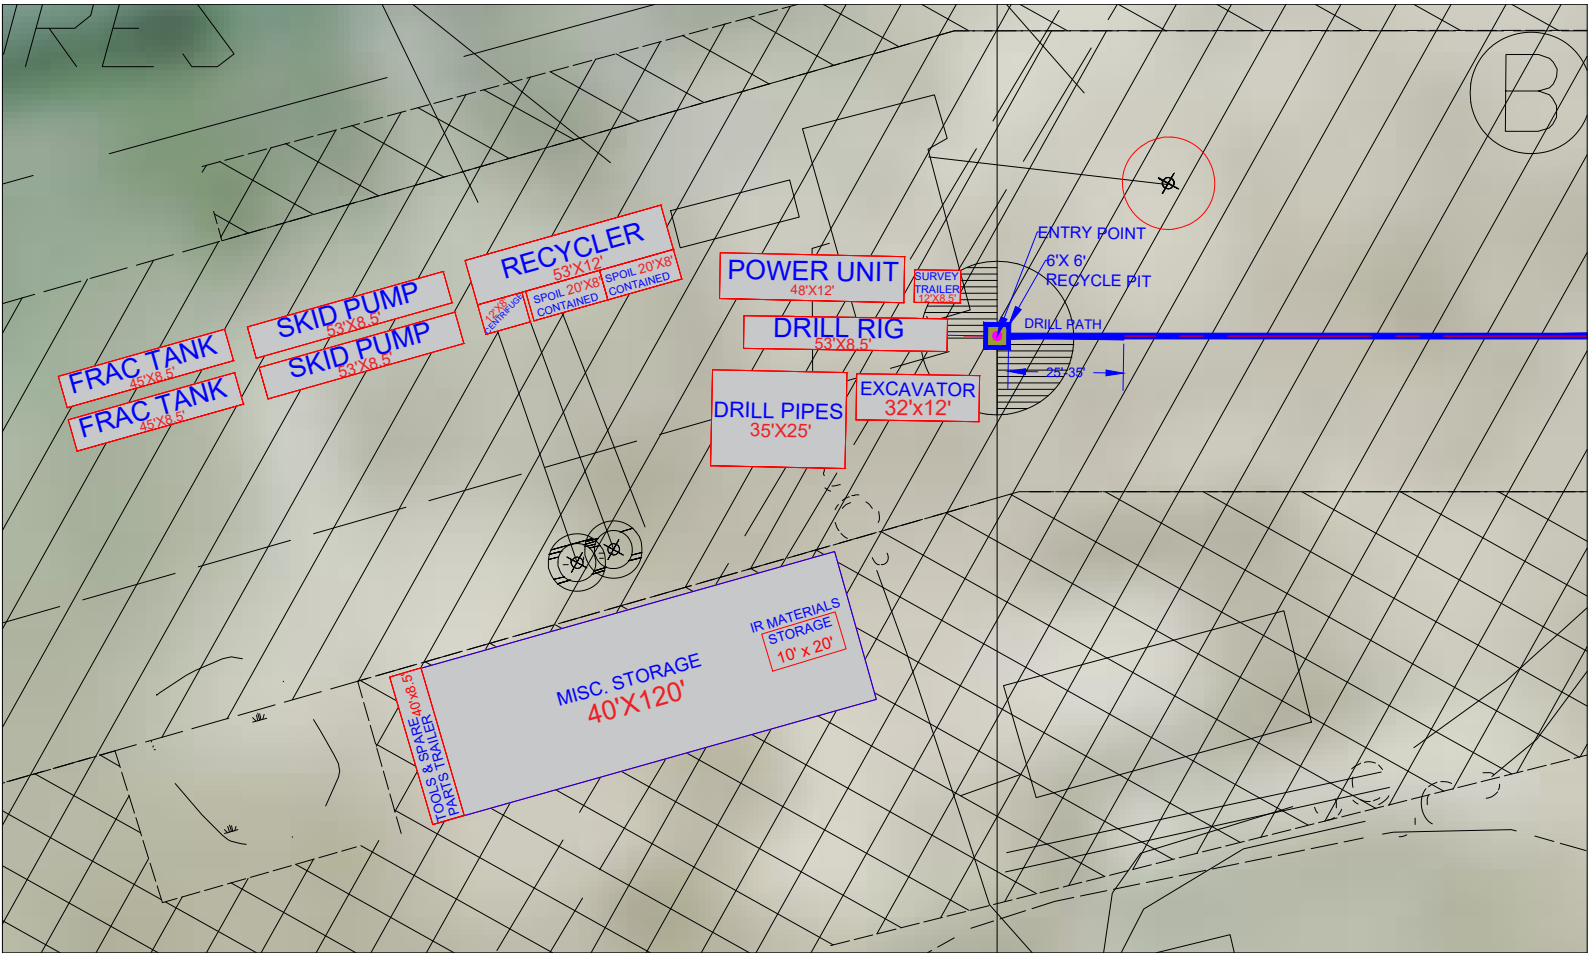 B
RECYCLER
53'X12'
12'X8'
CENTRIFUGE
SPOIL 20'X8'
CONTAINED
SPOIL 20'X8'
CONTAINED
SKID PUMP
53'X8.5'
SKID PUMP
53'X8.5'
FRAC TANK
45'X8.5'
FRAC TANK
45'X8.5'
POWER UNIT
48'X12'
SURVEY
TRAILER
12'X8.5'
ENTRY POINT
6'X 6'
RECYCLE PIT
DRILL PATH
25'-35'
DRILL RIG
53'X8.5'
DRILL PIPES
35'X25'
EXCAVATOR
32'x12'
IR MATERIALS
STORAGE
10' x 20'
MISC. STORAGE
40'X120'
TOOLS & SPARE 40'x8.5'
PARTS TRAILER